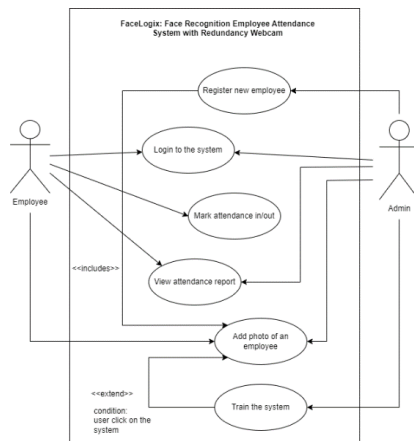 FaceLogix: Face Recognition Employee Attendance
System with Redundancy Webcam
Register new employee
Login to the system
Employee
Admin
Mark attendance in/out
<<includes>>
View attendance report
Add photo of an
employee
<<extend>>
condition:
user click on the
system
Train the system